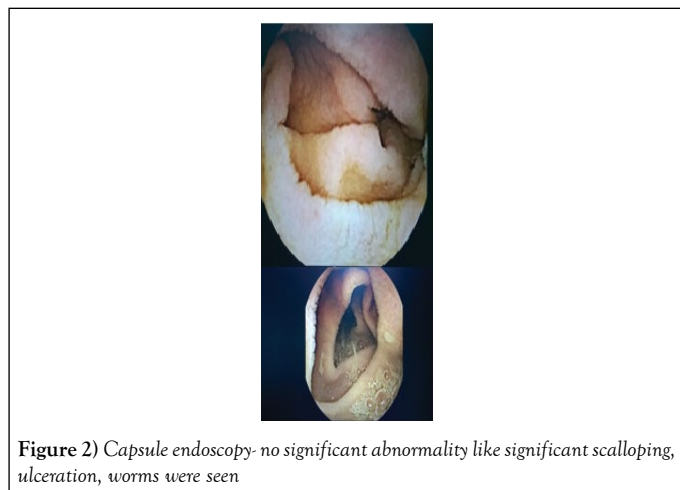 Figure 2) Capsule endoscopy- no significant abnormality like significant scalloping,
ulceration, worms were seen